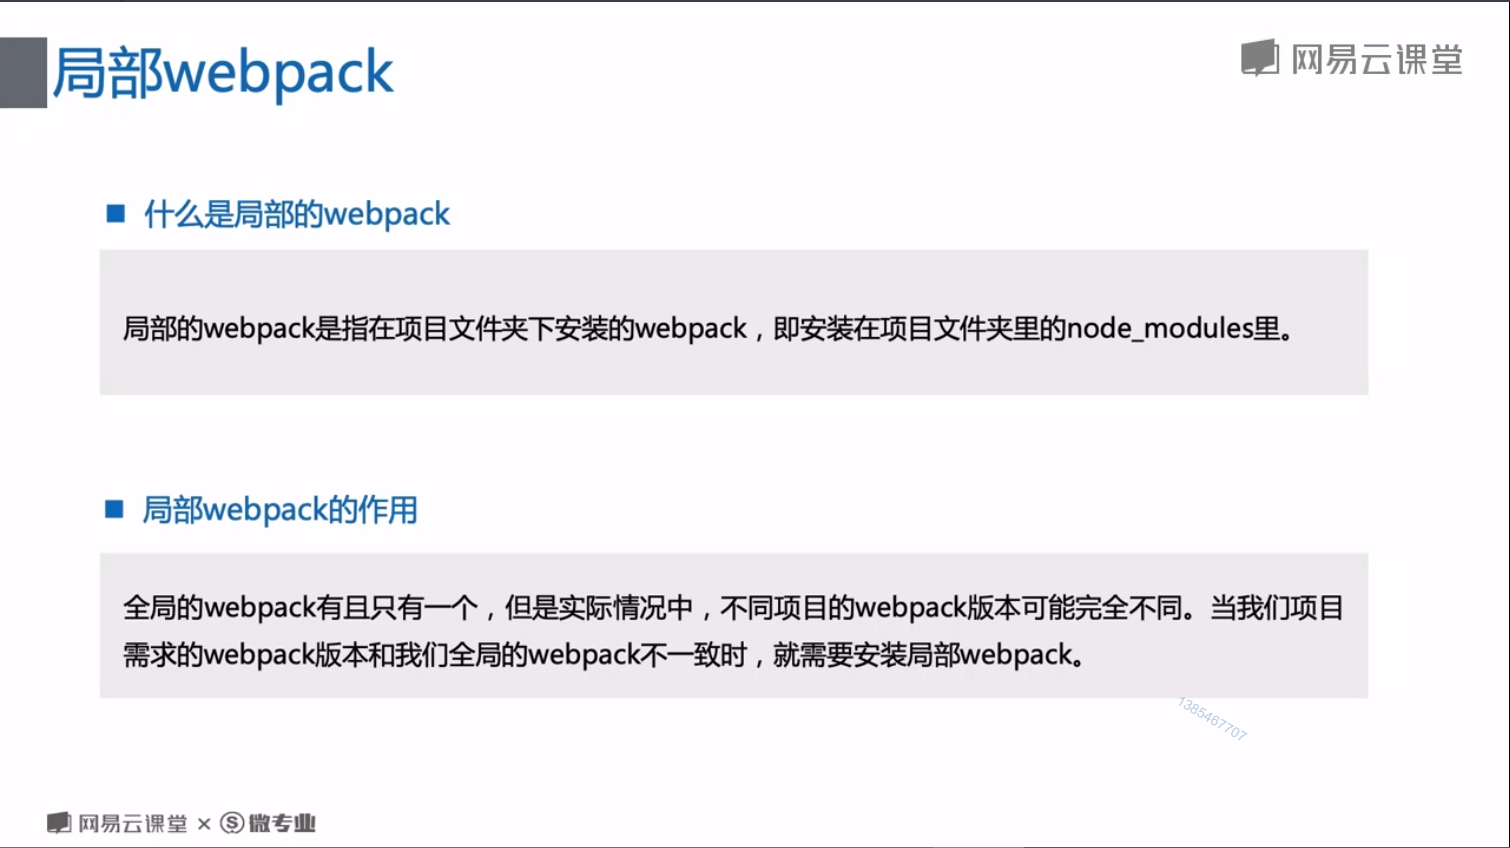 局部webpack
网易云课堂
什么是局部的webpack
局部的webpack是指在项目文件夹下安装的webpack，即安装在项目文件夹里的node_modules里。
局部webpack的作用
全局的webpack有且只有一个，但是实际情况中，不同项目的webpack版本可能完全不同。当我们项目
需求的webpack版本和我们全局的webpack不一致时，就需要安装局部webpack。
1385467707
网易云课堂 × 微专业